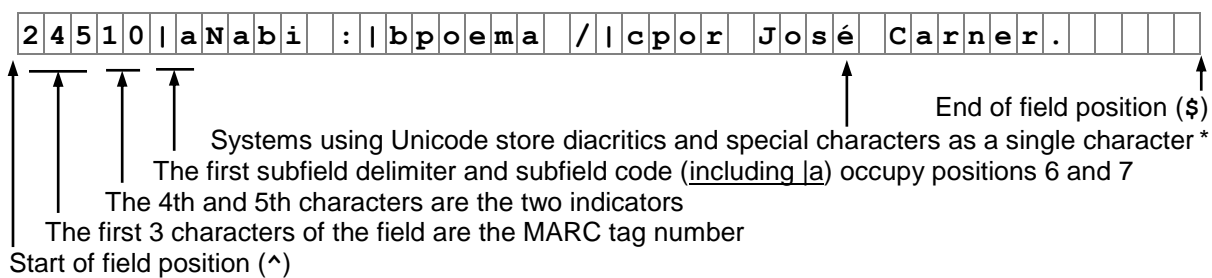 24510|aNabi :|bpoema /|cpor José Carner.
End of field position ($)
Systems using Unicode store diacritics and special characters as a single character *
The first subfield delimiter and subfield code (including |a) occupy positions 6 and 7
The 4th and 5th characters are the two indicators
The first 3 characters of the field are the MARC tag number
Start of field position (^)